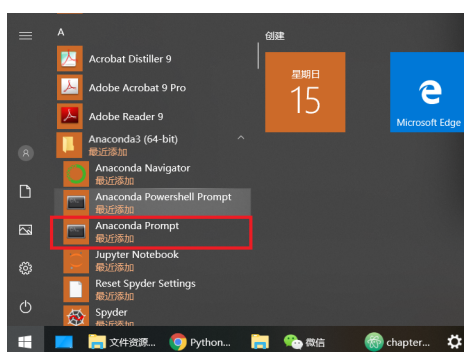 A
Acrobat Distiller 9
Adobe Acrobat 9 Pro
Adobe Reader 9
Anaconda3 (64-bit)
最近添加
Anaconda Navigator
最近添加
Anaconda Powershell Prompt
最近添加
Anaconda Prompt
最近添加
Jupyter Notebook
最近添加
Reset Spyder Settings
最近添加
Spyder
最近添加
创建
星期日
15
Microsoft Edge
文件资源...
Python...
微信
chapter...